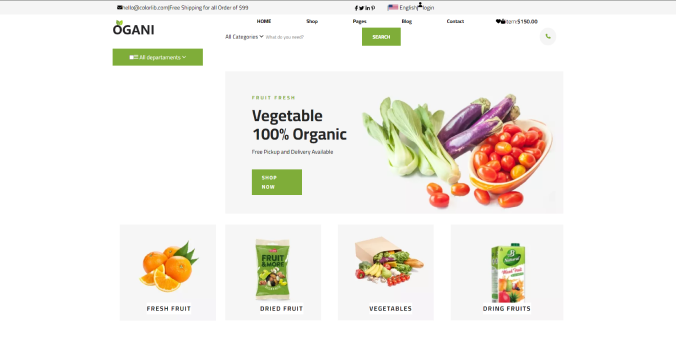 hello@colorlib.com|Free Shipping for all Order of $99
English
login
OGANI
HOME
Shop
Pages
Blog
Contact
item:$150.00
All Categories
What do you need?
SEARCH
All departaments
FRUIT FRESH
Vegetable
100% Organic
Free Pickup and Delivery Available
SHOP
NOW
FRUIT
&MORE
FRESH FRUIT
DRIED FRUIT
VEGETABLES
DRING FRUITS